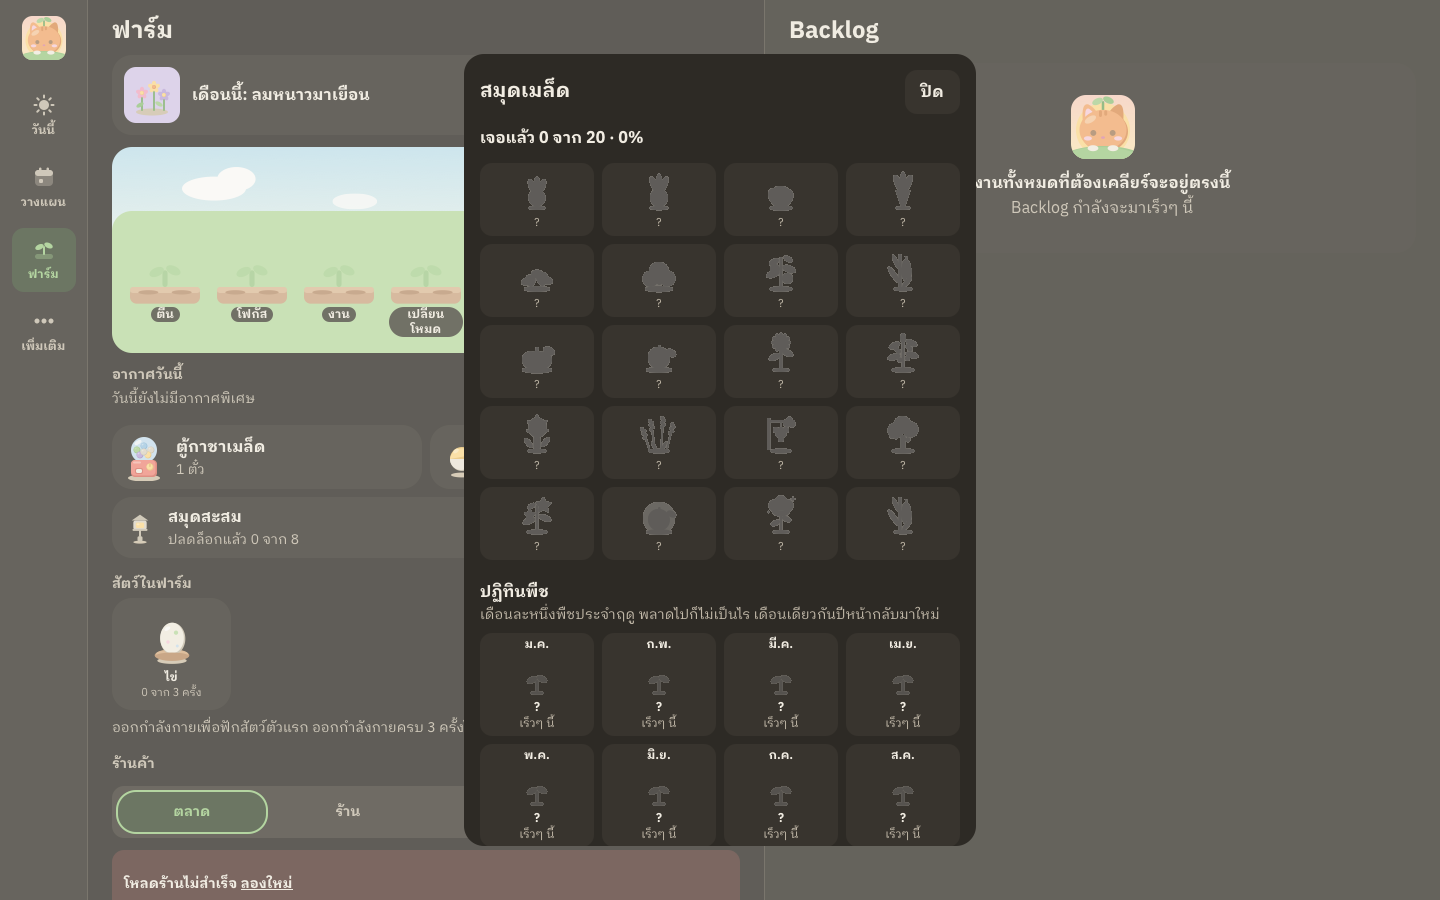 วันนี้
วางแผน
ฟาร์ม
เพิ่มเติม
ฟาร์ม
เดือนนี้: ลมหนาวมาเยือน
ตื่น
โฟกัส
งาน
เปลี่ยน
โหมด
อากาศวันนี้
วันนี้ยังไม่มีอากาศพิเศษ
ตู้กาชาเมล็ด
1 ตั๋ว
สมุดสะสม
ปลดล็อกแล้ว 0 จาก 8
สัตว์ในฟาร์ม
ไข่
0 จาก 3 ครั้ง
ออกกำลังกายเพื่อฟักสัตว์ตัวแรก ออกกำลังกายครบ 3 ครั้ง
ร้านค้า
ตลาด
ร้าน
โหลดร้านไม่สำเร็จ ลองใหม่
สมุดเมล็ด
ปิด
เจอแล้ว 0 จาก 20 · 0%
? ? ? ?
? ? ? ?
? ? ? ?
? ? ? ?
? ? ? ?
ปฏิทินพืช
เดือนละหนึ่งพืชประจำฤดู พลาดไปก็ไม่เป็นไร เดือนเดียวกันปีหน้ากลับมาใหม่
ม.ค. ก.พ. มี.ค. เม.ย.
? ? ? ?
เร็วๆ นี้ เร็วๆ นี้ เร็วๆ นี้ เร็วๆ นี้
พ.ค. มิ.ย. ก.ค. ส.ค.
? ? ? ?
เร็วๆ นี้ เร็วๆ นี้ เร็วๆ นี้ เร็วๆ นี้
Backlog
งานทั้งหมดที่ต้องเคลียร์จะอยู่ตรงนี้
Backlog กำลังจะมาเร็วๆ นี้